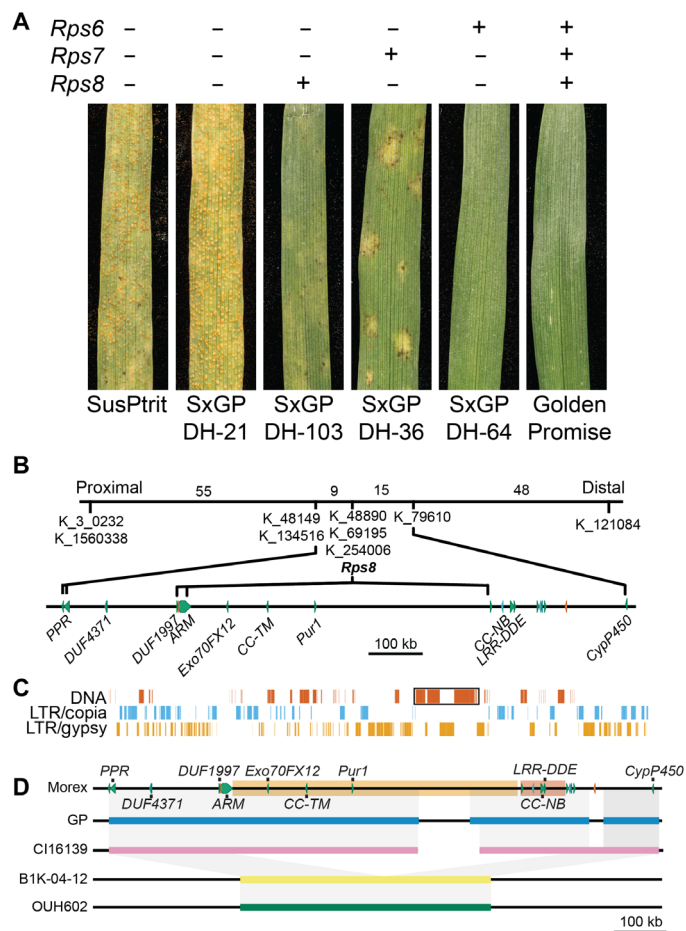 A
Rps6 – – – – + +
Rps7 – – – + – +
Rps8 – – + – – +
SusPtrit SxGP SxGP SxGP SxGP Golden
DH-21 DH-103 DH-36 DH-64 Promise
B
Proximal 55 9 15 48 Distal
K_3_0232 K_48149 K_48890 K_79610 K_121084
K_1560338 K_134516 K_69195
K_254006
Rps8
PPR DUF4371 DUF1997 ARM Exo70FX12 CC-TM Pur1 CC-NB LRR-DDE CypP450
100 kb
C
DNA
LTR/copia
LTR/gypsy
D
PPR DUF1997 Exo70FX12 Pur1 LRR-DDE CypP450
Morex
DUF4371 ARM CC-TM CC-NB
GP
CI16139
B1K-04-12
OUH602
100 kb